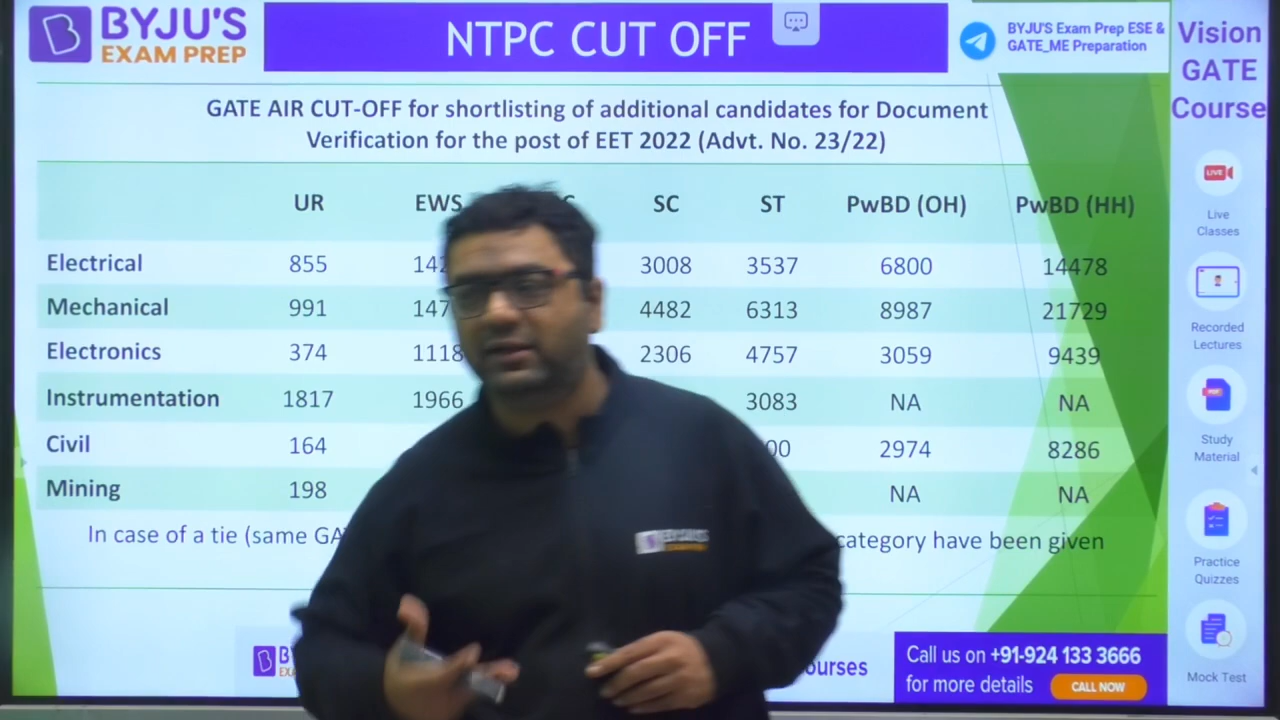 BYJU'S
EXAM PREP
NTPC CUT OFF
BYJU'S Exam Prep ESE &
GATE_ME Preparation
Vision
GATE
Course
GATE AIR CUT-OFF for shortlisting of additional candidates for Document
Verification for the post of EET 2022 (Advt. No. 23/22)
UR EWS SC ST PwBD (OH) PwBD (HH)
Electrical 855 3008 3537 6800 14478
Mechanical 991 4482 6313 8987 21729
Electronics 374 1118 2306 4757 3059 9439
Instrumentation 1817 1966 3083 NA NA
Civil 164 2974 8286
Mining 198 NA NA
In case of a tie (same category have been given
LIVE
Live
Classes
Recorded
Lectures
PDF
Study
Material
Practice
Quizzes
Mock Test
Call us on +91-924 133 3666
for more details CALL NOW